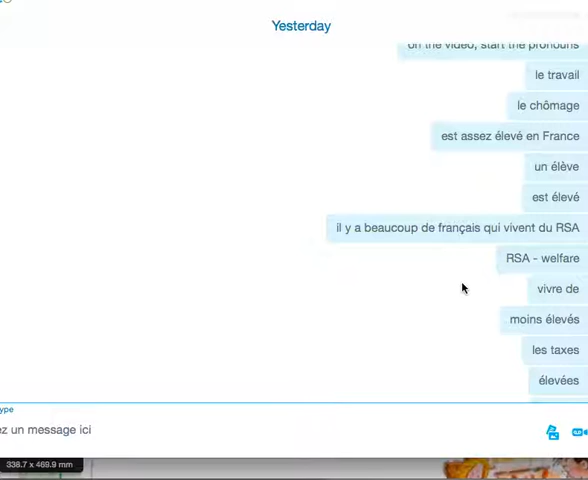 Yesterday
on the video, start the pronouns
le travail
le chômage
est assez élevé en France
un élève
est élevé
il y a beaucoup de français qui vivent du RSA
RSA - welfare
vivre de
moins élevés
les taxes
élevées
ype
ez un message ici
338.7 x 469.9 mm